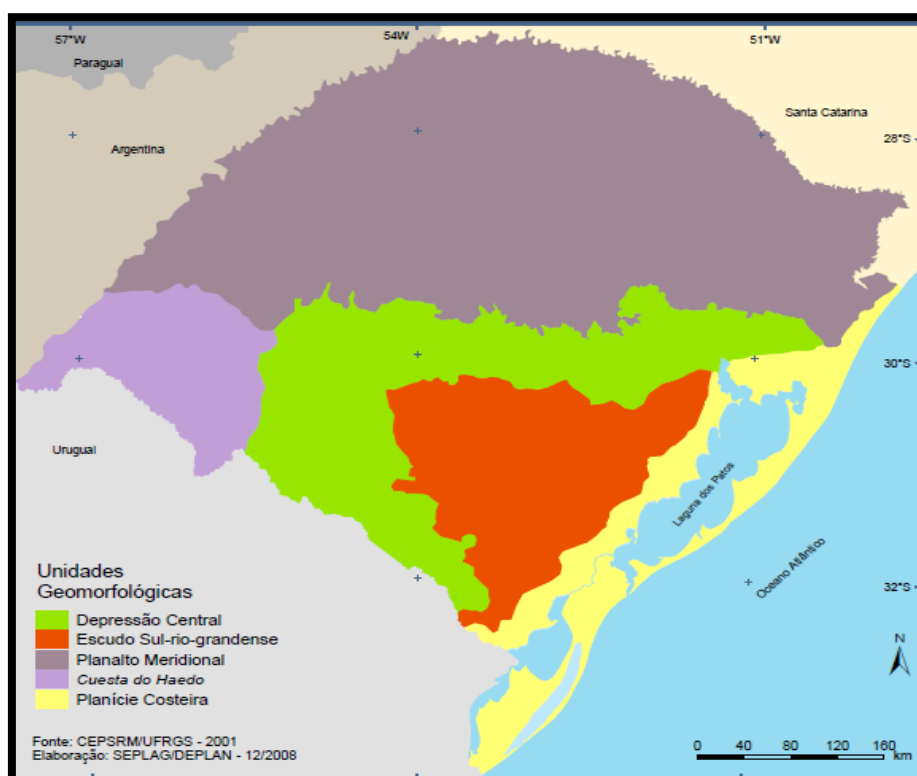 57°W
54W
51°W
Paraguai
Santa Catarina
28°S
Argentina
30°S
Uruguai
Laguna dos Patos
Oceano Atlântico
32°S
Unidades
Geomorfológicas
Depressão Central
Escudo Sul-rio-grandense
Planalto Meridional
Cuesta do Haedo
Planície Costeira
N
Fonte: CEPSRM/UFRGS - 2001
Elaboração: SEPLAG/DEPLAN - 12/2008
0 40 80 120 160
km